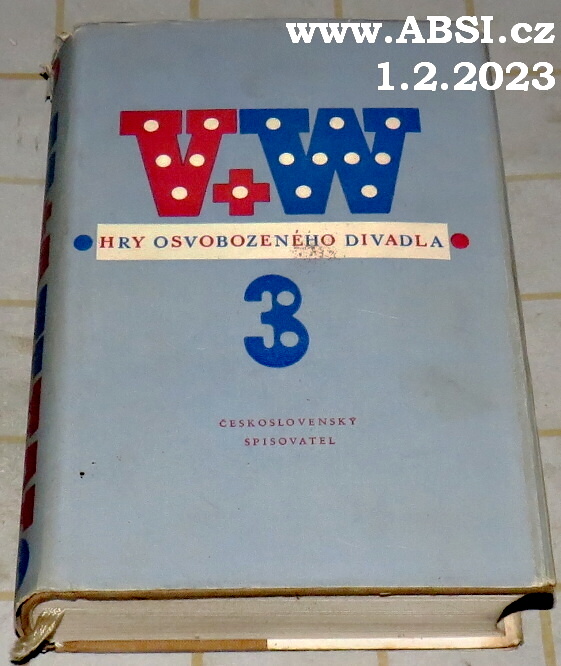 www.ABSI.cz
1.2.2023
V+W
HRY OSVOBOZENÉHO DIVADLA
3
ČESKOSLOVENSKÝ
SPISOVATEL